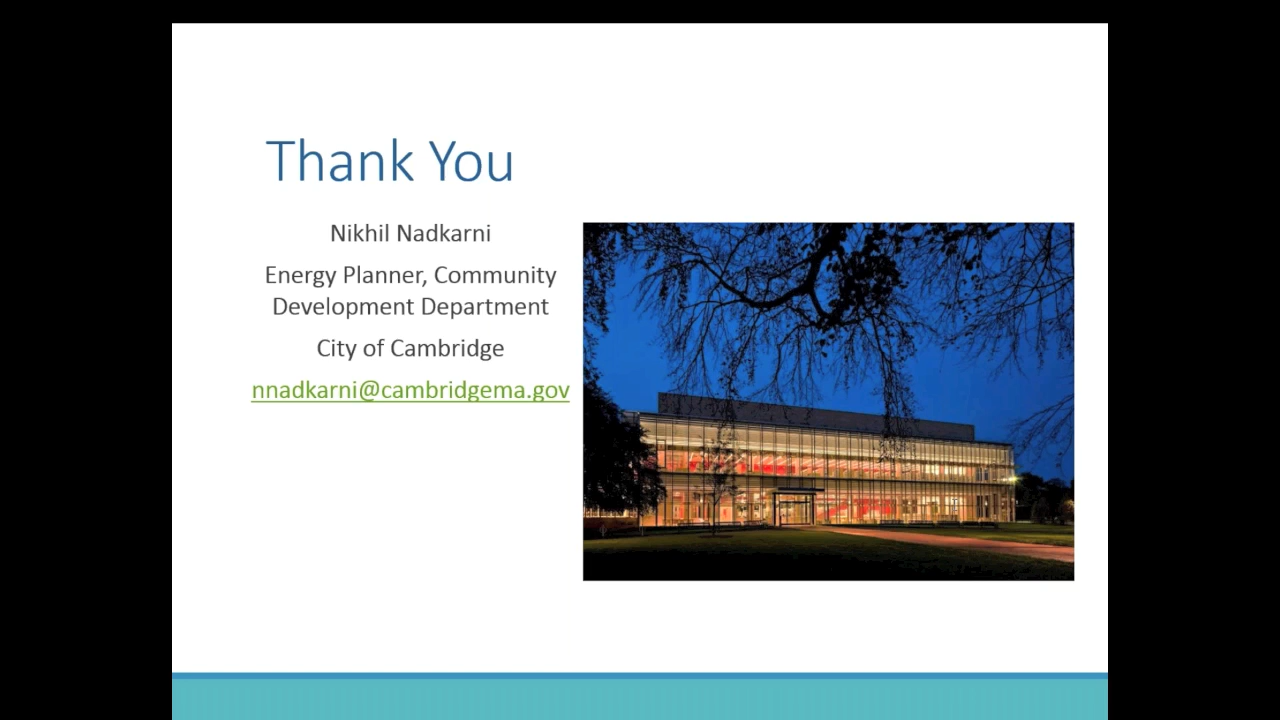 Thank You
Nikhil Nadkarni
Energy Planner, Community
Development Department
City of Cambridge
nnadkarni@cambridgema.gov